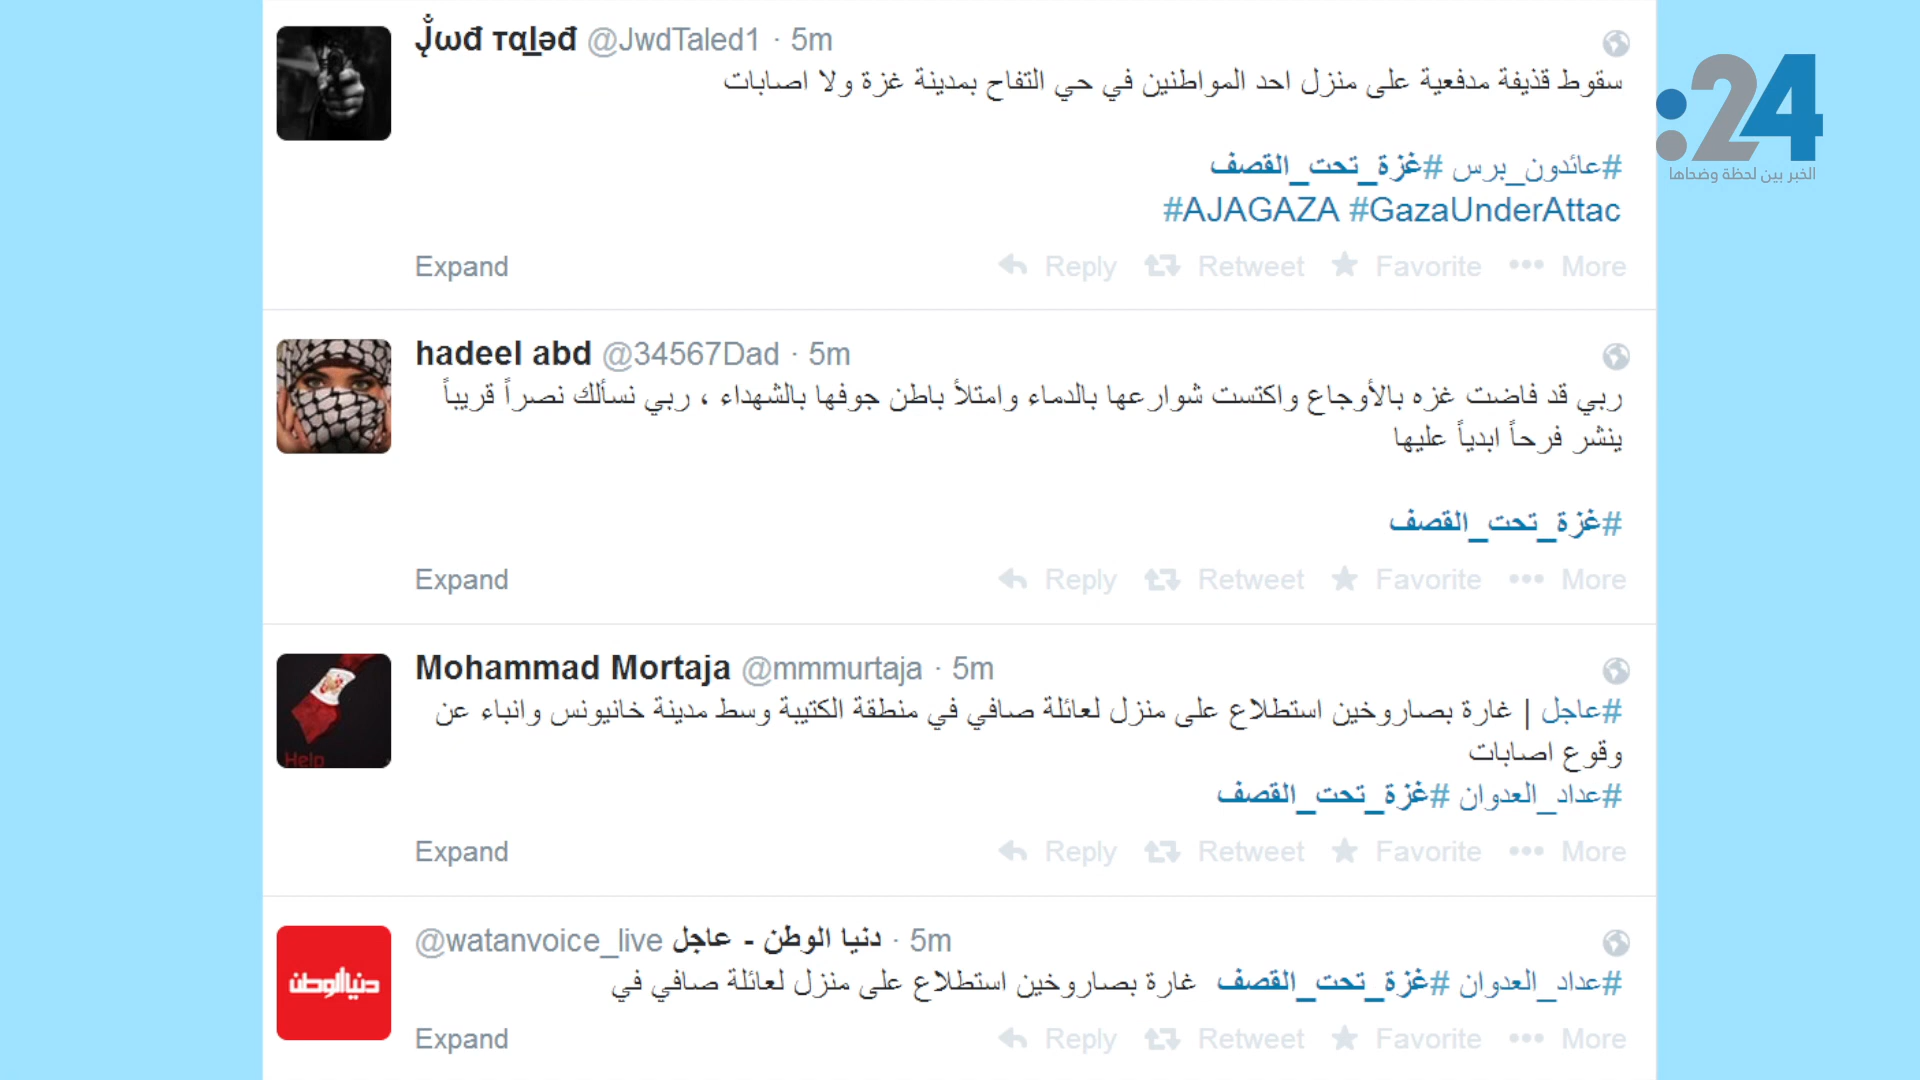 J̣̊ωđ тαl̲əđ @JwdTaled1 · 5m
سقوط قذيفة مدفعية على منزل احد المواطنين في حي التفاح بمدينة غزة ولا اصابات
#عائدون_برس #غزة_تحت_القصف
#AJAGAZA #GazaUnderAttac
Expand
Reply Retweet Favorite More
:24
الخبر بين لحظة وضحاها
hadeel abd @34567Dad · 5m
ربي قد فاضت غزه بالأوجاع واكتست شوارعها بالدماء وامتلأ باطن جوفها بالشهداء ، ربي نسألك نصراً قريباً
ينشر فرحاً ابدياً عليها
#غزة_تحت_القصف
Expand
Reply Retweet Favorite More
Help
Mohammad Mortaja @mmmurtaja · 5m
#عاجل | غارة بصاروخين استطلاع على منزل لعائلة صافي في منطقة الكتيبة وسط مدينة خانيونس وانباء عن
وقوع اصابات
#عداد_العدوان #غزة_تحت_القصف
Expand
Reply Retweet Favorite More
دنيا الوطن
@watanvoice_live دنيا الوطن - عاجل · 5m
#عداد_العدوان #غزة_تحت_القصف غارة بصاروخين استطلاع على منزل لعائلة صافي في
Expand
Reply Retweet Favorite More